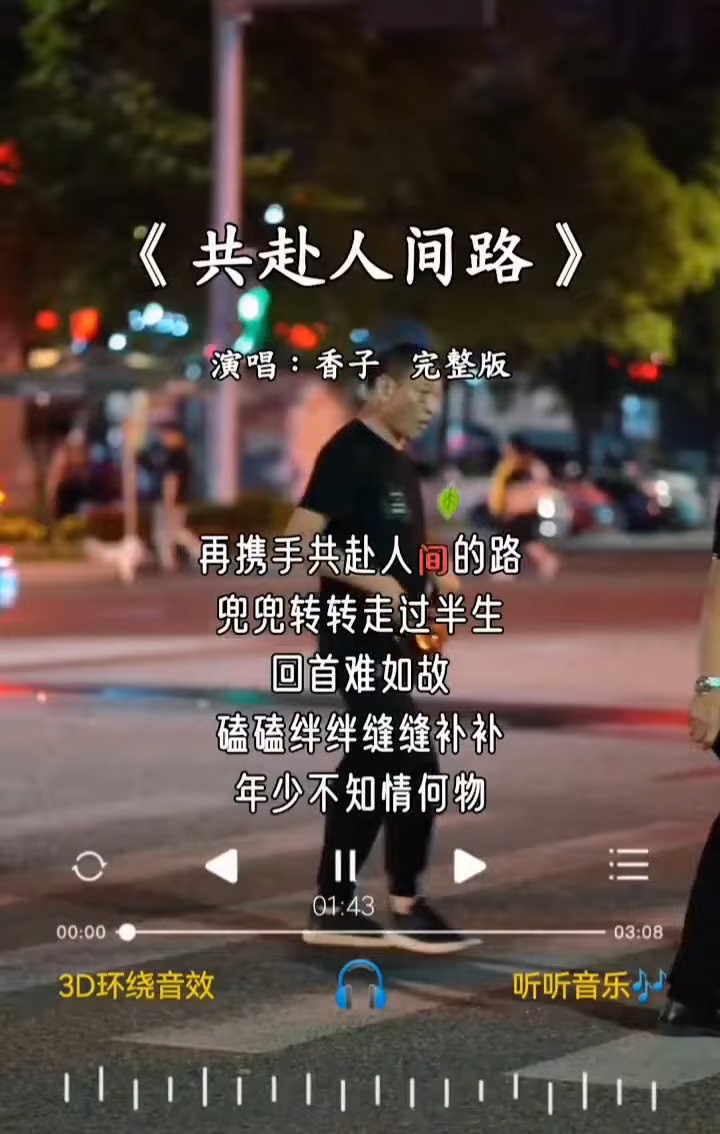 《共赴人间路》
演唱：香子 完整版
再携手共赴人间的路
兜兜转转走过半生
回首难如故
磕磕绊绊缝缝补补
年少不知情何物
01:43
00:00 03:08
3D环绕音效 听听音乐